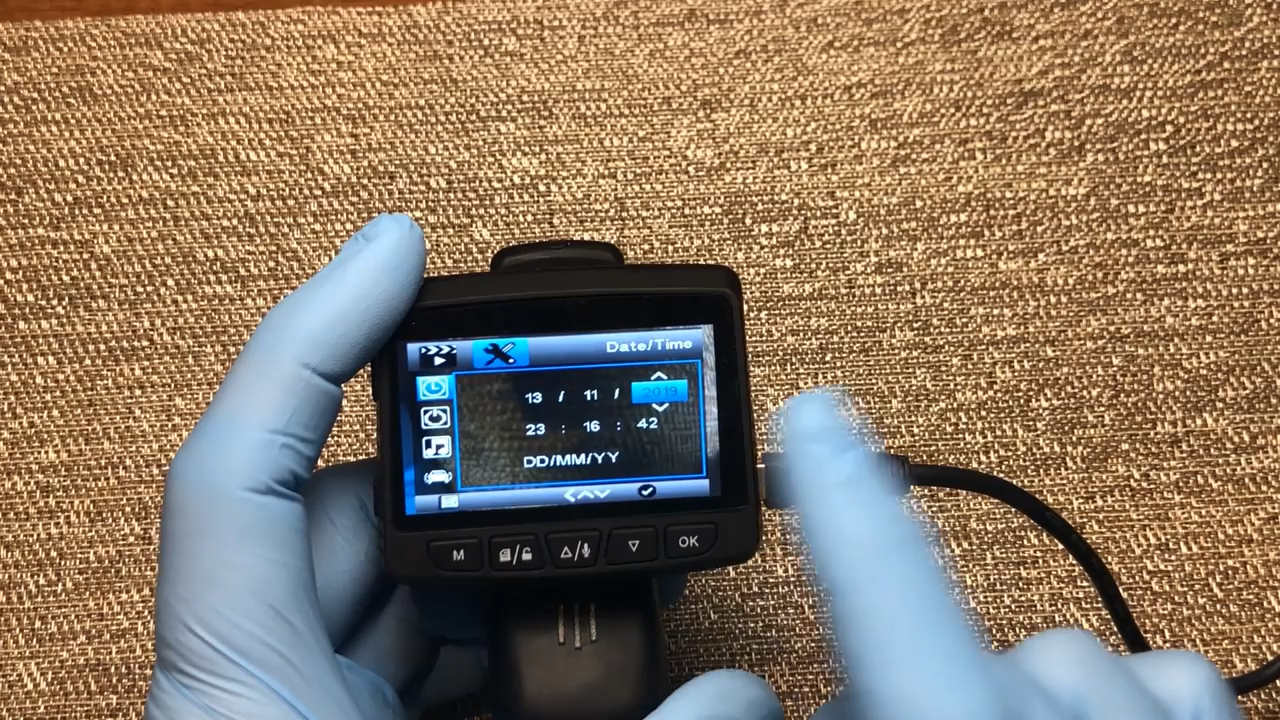 Date/Time
13 / 11 / 2019
23 : 16 : 42
DD/MM/YY
M
OK